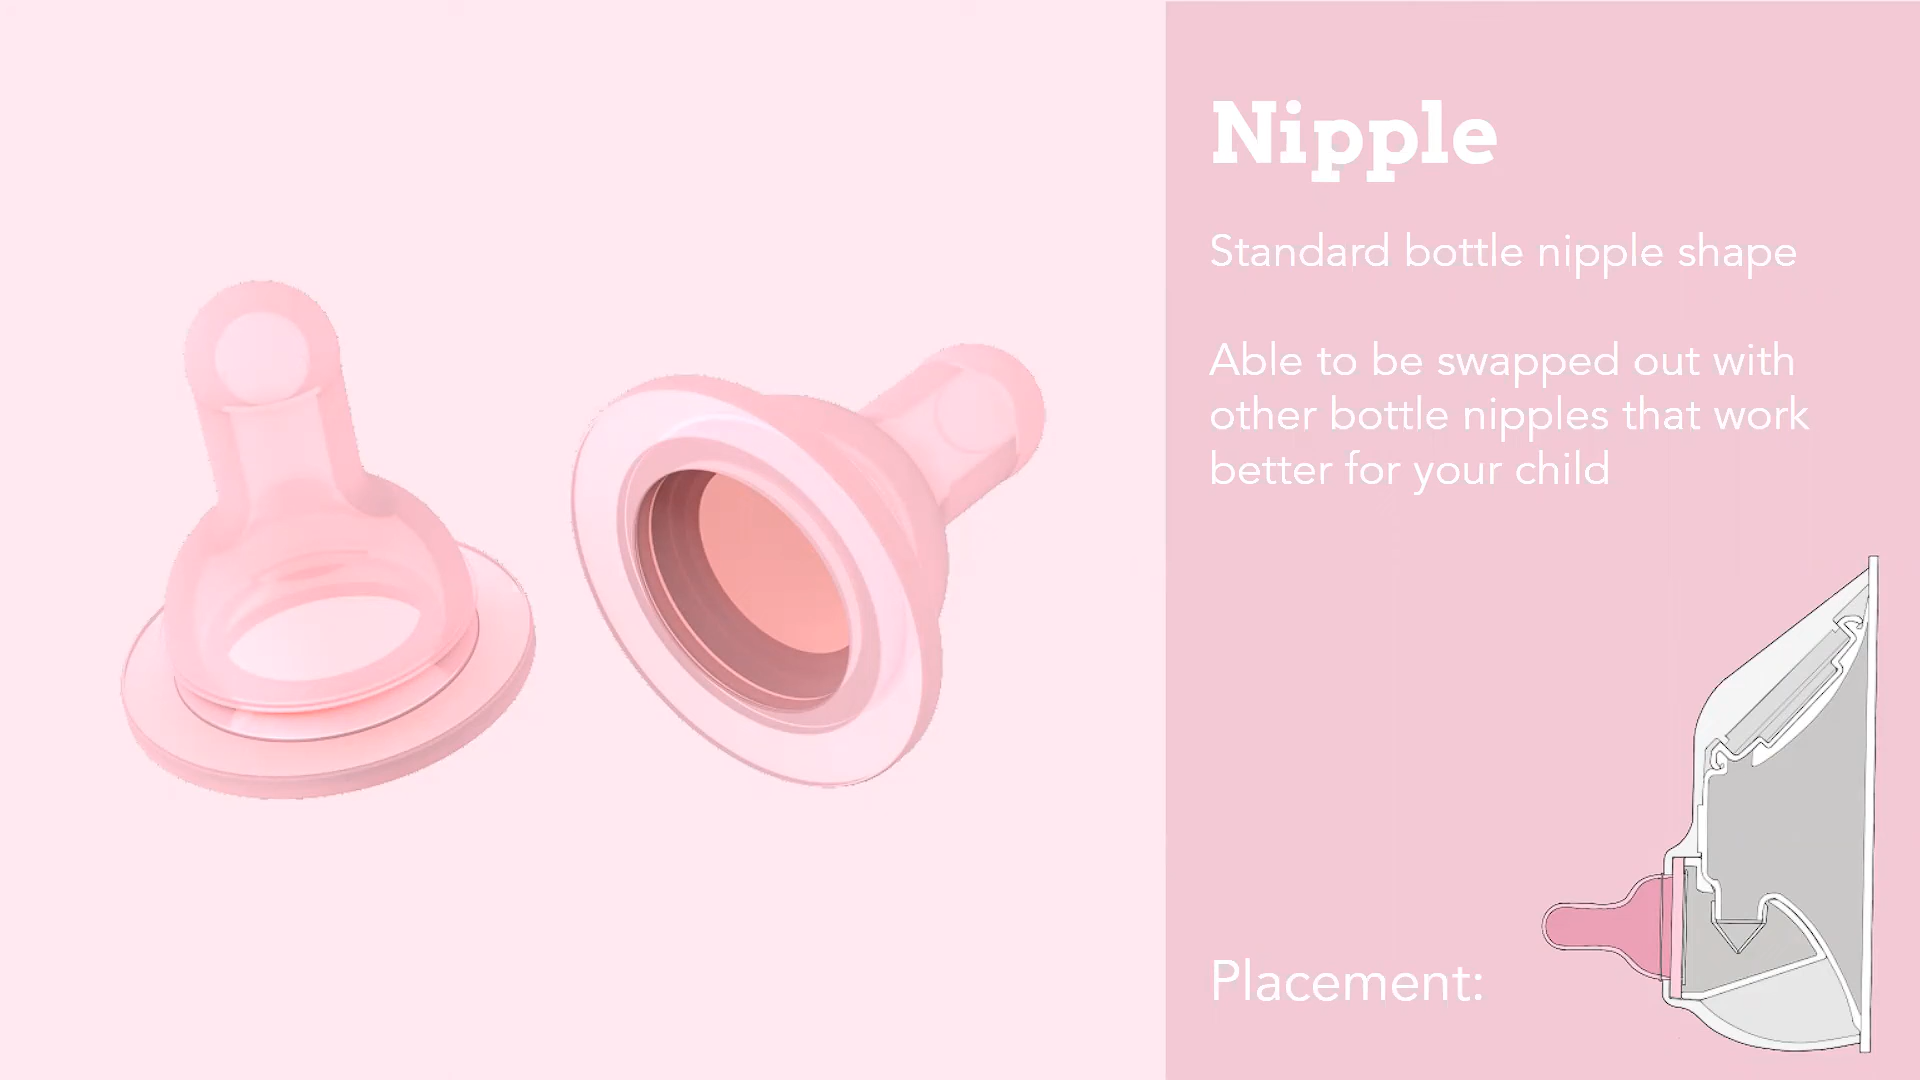 Nipple
Standard bottle nipple shape
Able to be swapped out with
other bottle nipples that work
better for your child
Placement: